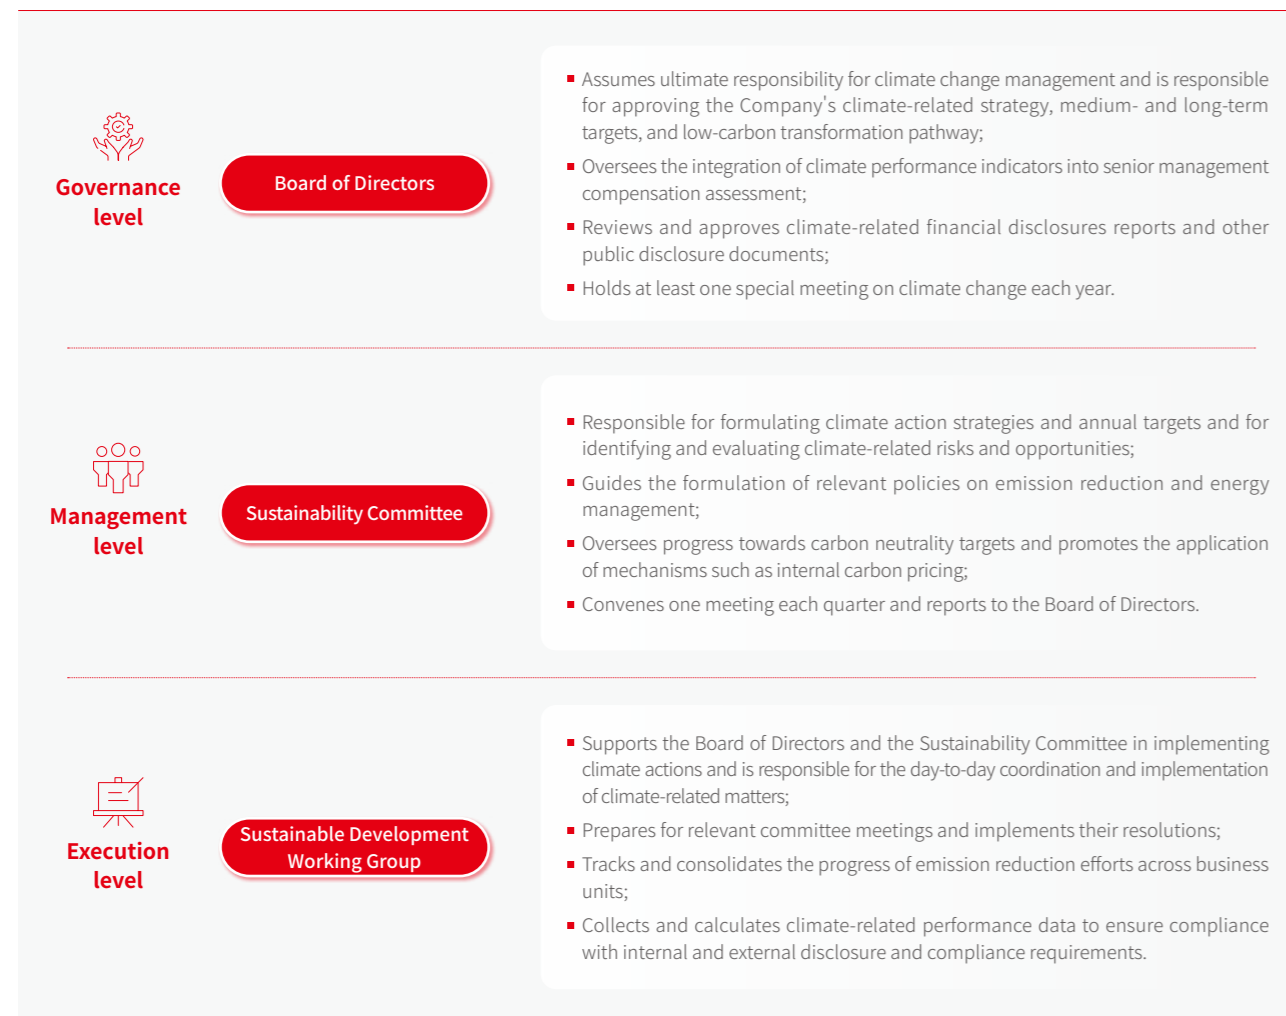 Governance
level
Board of Directors
Assumes ultimate responsibility for climate change management and is responsible
for approving the Company's climate-related strategy, medium- and long-term
targets, and low-carbon transformation pathway;
Oversees the integration of climate performance indicators into senior management
compensation assessment;
Reviews and approves climate-related financial disclosures reports and other
public disclosure documents;
Holds at least one special meeting on climate change each year.
Management
level
Sustainability Committee
Responsible for formulating climate action strategies and annual targets and for
identifying and evaluating climate-related risks and opportunities;
Guides the formulation of relevant policies on emission reduction and energy
management;
Oversees progress towards carbon neutrality targets and promotes the application
of mechanisms such as internal carbon pricing;
Convenes one meeting each quarter and reports to the Board of Directors.
Execution
level
Sustainable Development
Working Group
Supports the Board of Directors and the Sustainability Committee in implementing
climate actions and is responsible for the day-to-day coordination and implementation
of climate-related matters;
Prepares for relevant committee meetings and implements their resolutions;
Tracks and consolidates the progress of emission reduction efforts across business
units;
Collects and calculates climate-related performance data to ensure compliance
with internal and external disclosure and compliance requirements.